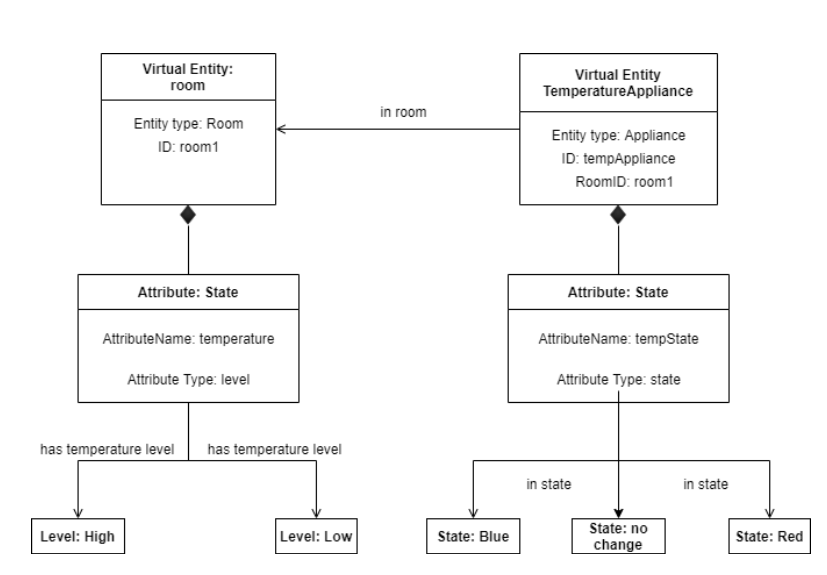 Virtual Entity:
room
Entity type: Room
ID: room1
in room
Virtual Entity
TemperatureAppliance
Entity type: Appliance
ID: tempAppliance
RoomID: room1
Attribute: State
AttributeName: temperature
Attribute Type: level
Attribute: State
AttributeName: tempState
Attribute Type: state
has temperature level
has temperature level
in state
in state
Level: High
Level: Low
State: Blue
State: no
change
State: Red